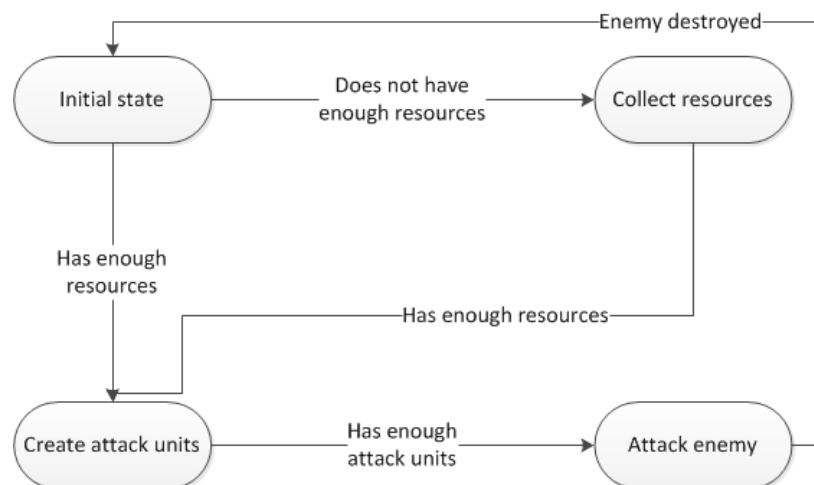 Enemy destroyed
Initial state
Does not have
enough resources
Collect resources
Has enough
resources
Has enough resources
Create attack units
Has enough
attack units
Attack enemy